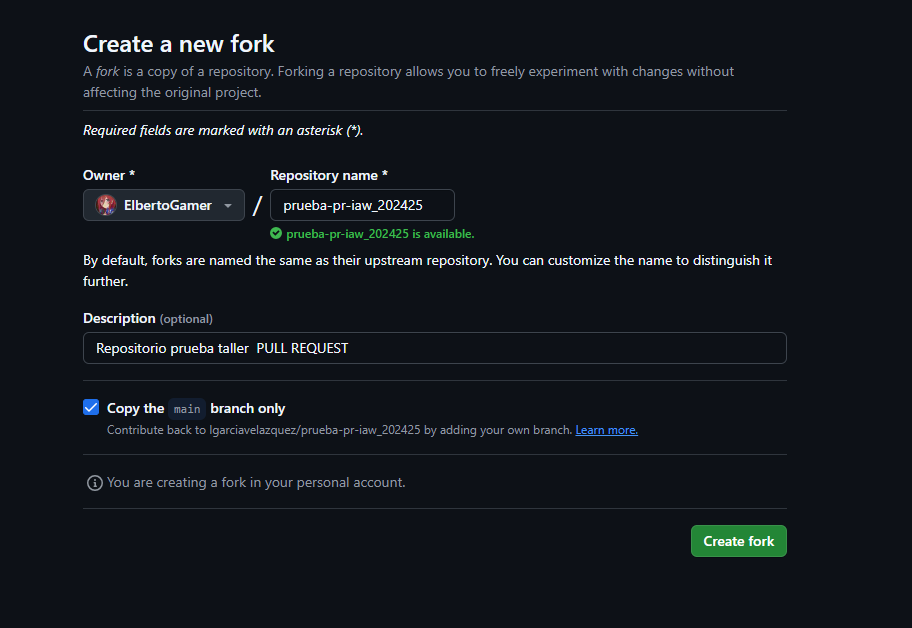 Create a new fork
A fork is a copy of a repository. Forking a repository allows you to freely experiment with changes without
affecting the original project.
Required fields are marked with an asterisk (*).
Owner *
Repository name *
ElbertoGamer
/
prueba-pr-iaw_202425
prueba-pr-iaw_202425 is available.
By default, forks are named the same as their upstream repository. You can customize the name to distinguish it
further.
Description (optional)
Repositorio prueba taller  PULL REQUEST
Copy the main branch only
Contribute back to lgarciavelazquez/prueba-pr-iaw_202425 by adding your own branch. Learn more.
You are creating a fork in your personal account.
Create fork